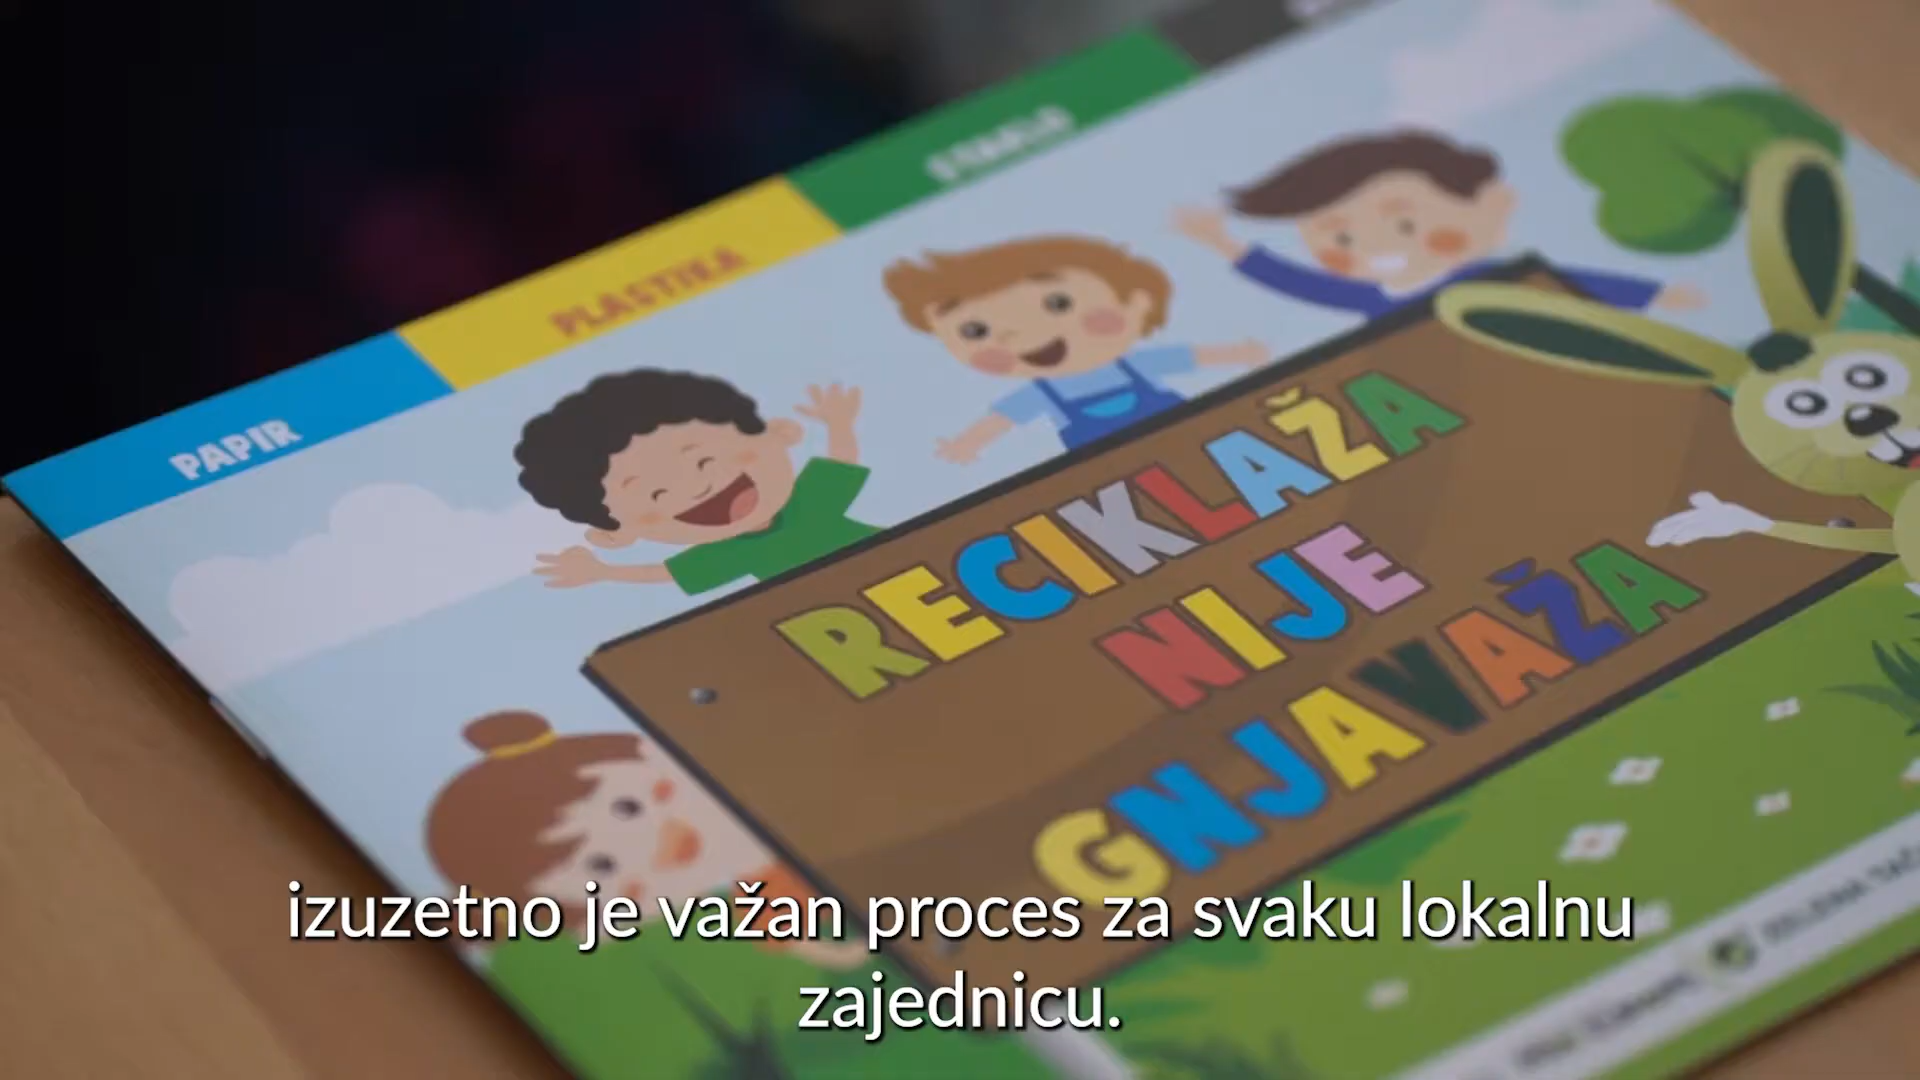 PAPIR
PLASTIKA
STAKLO
RECIKLAŽA
NIJE
GNJAVAŽA
izuzetno je važan proces za svaku lokalnu
zajednicu.